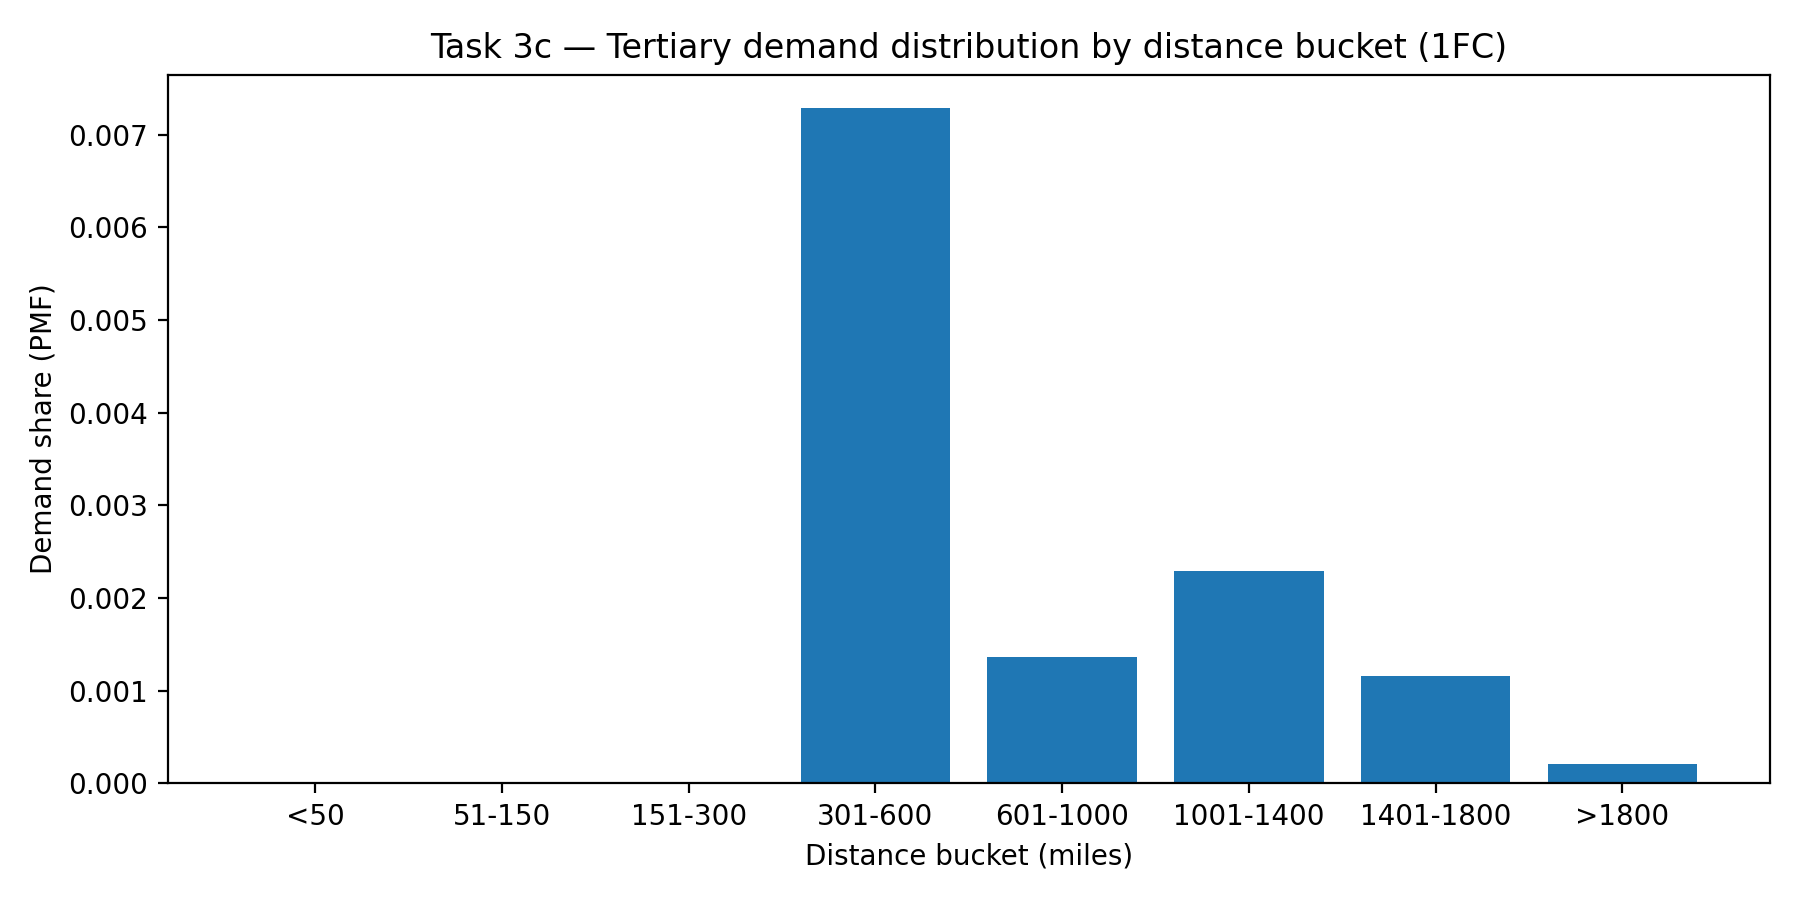 Task 3c — Tertiary demand distribution by distance bucket (1FC)
Demand share (PMF)
0.007
0.006
0.005
0.004
0.003
0.002
0.001
0.000
<50 51-150 151-300 301-600 601-1000 1001-1400 1401-1800 >1800
Distance bucket (miles)